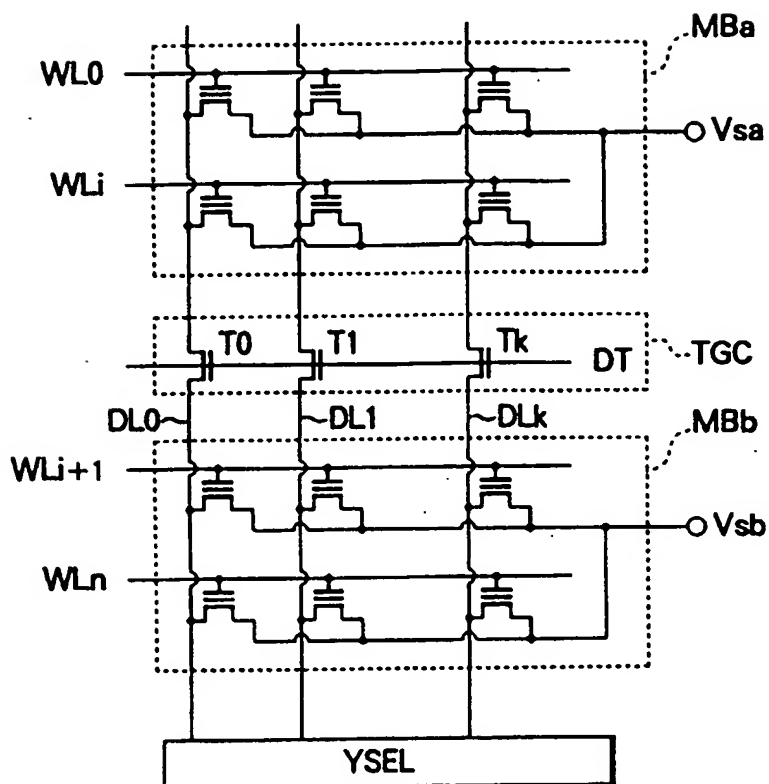 MBa
WL0
Vsa
WLi
T0 T1 Tk DT TGC
DL0 DL1 DLk
MBb
WLi+1
Vsb
WLn
YSEL